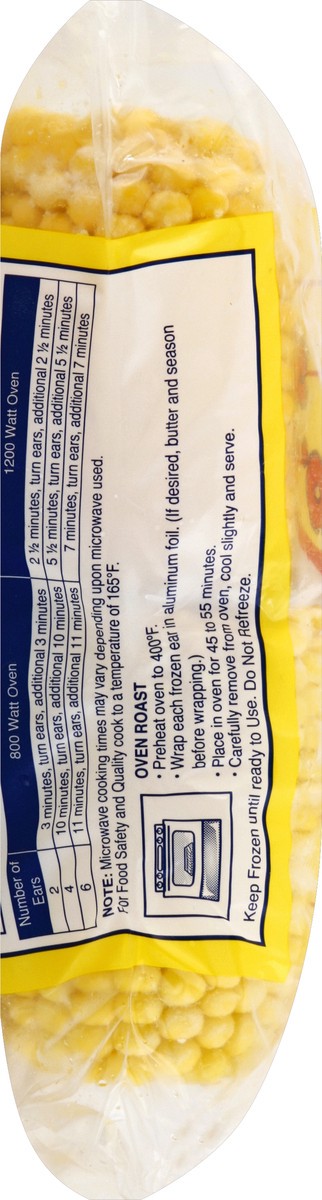 Number of Ears 800 Watt Oven 1200 Watt Oven
2 3 minutes, turn ears, additional 3 minutes 2 ½ minutes, turn ears, additional 2 ½ minutes
4 10 minutes, turn ears, additional 10 minutes 5 ½ minutes, turn ears, additional 5 ½ minutes
6 11 minutes, turn ears, additional 11 minutes 7 minutes, turn ears, additional 7 minutes
NOTE: Microwave cooking times may vary depending upon microwave used.
For Food Safety and Quality cook to a temperature of 165°F.
OVEN ROAST
• Preheat oven to 400°F.
• Wrap each frozen ear in aluminum foil. (If desired, butter and season
before wrapping.)
• Place in oven for 45 to 55 minutes.
• Carefully remove from oven, cool slightly and serve.
Keep Frozen until ready to Use. Do Not Refreeze.